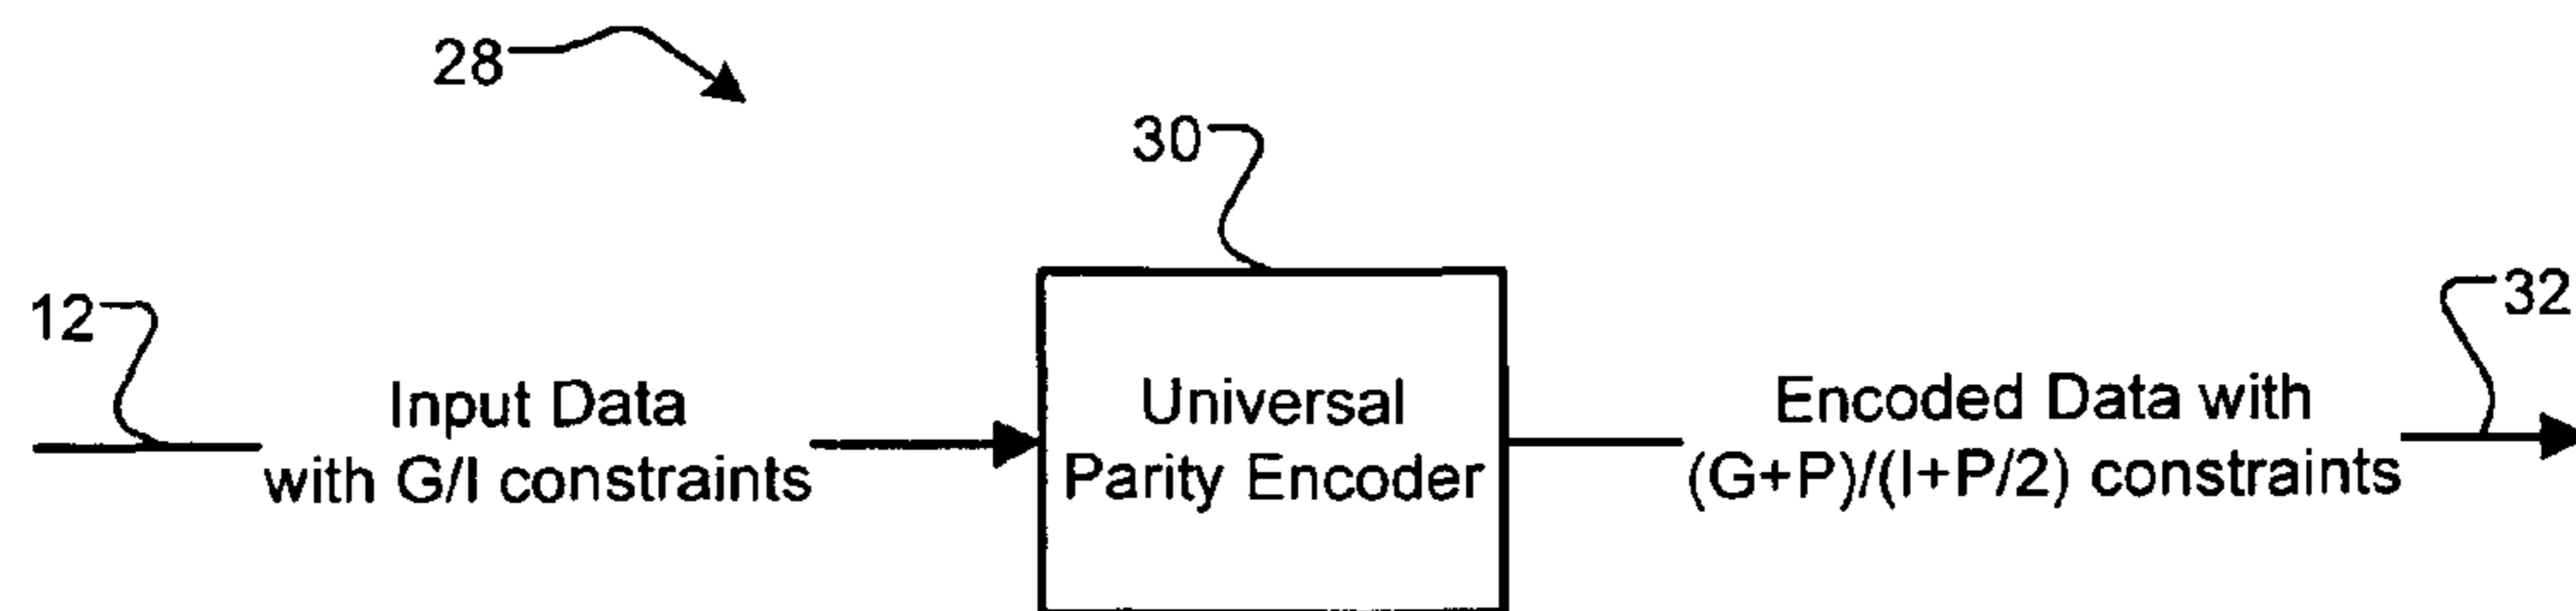 28
30
12
32
Input Data
with G/I constraints
Universal
Parity Encoder
Encoded Data with
(G+P)/(I+P/2) constraints